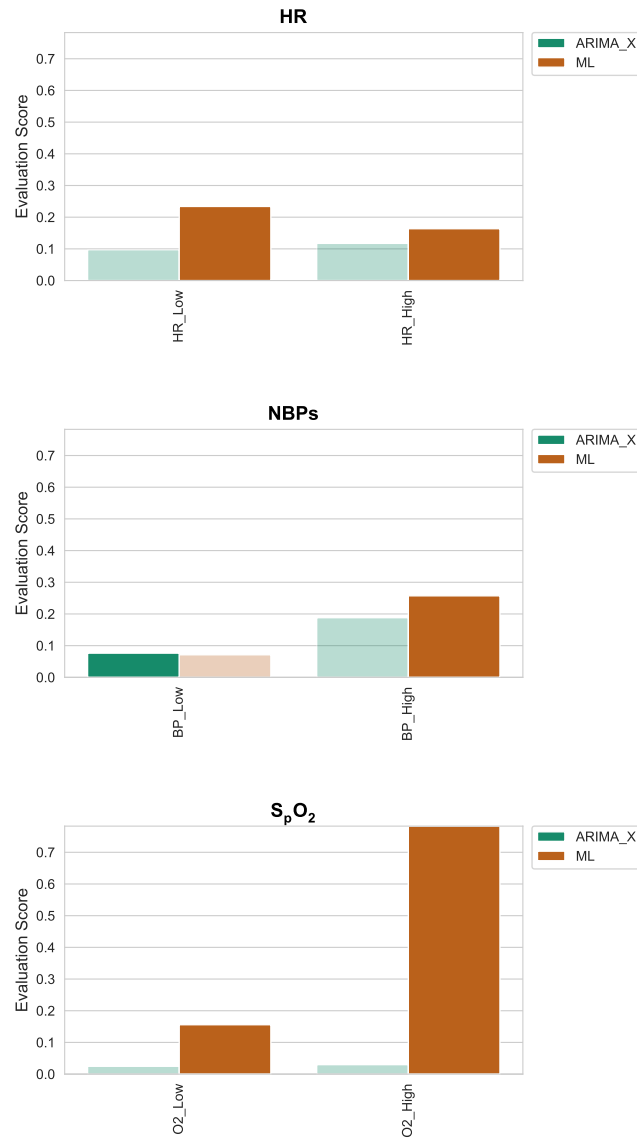 HR
ARIMA_X
ML
Evaluation Score
0.7
0.6
0.5
0.4
0.3
0.2
0.1
0.0
HR_Low
HR_High
NBPs
ARIMA_X
ML
Evaluation Score
0.7
0.6
0.5
0.4
0.3
0.2
0.1
0.0
BP_Low
BP_High
SpO2
ARIMA_X
ML
Evaluation Score
0.7
0.6
0.5
0.4
0.3
0.2
0.1
0.0
O2_Low
O2_High